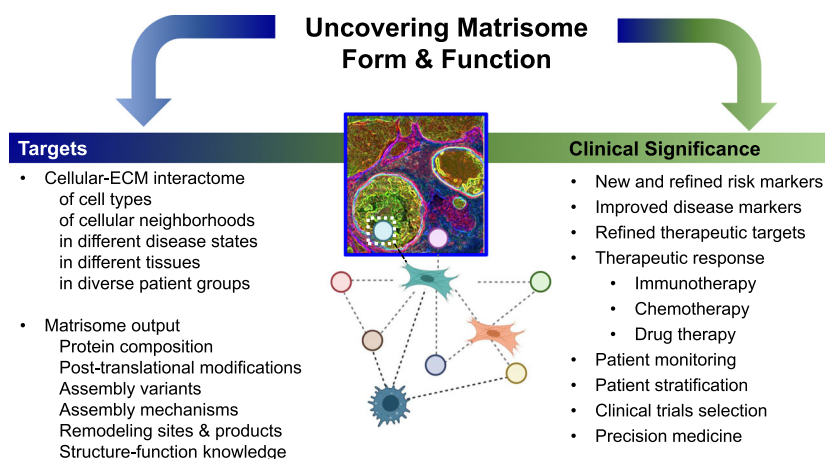 Uncovering Matrisome
Form & Function
Targets
• Cellular-ECM interactome
of cell types
of cellular neighborhoods
in different disease states
in different tissues
in diverse patient groups
• Matrisome output
Protein composition
Post-translational modifications
Assembly variants
Assembly mechanisms
Remodeling sites & products
Structure-function knowledge
Clinical Significance
• New and refined risk markers
• Improved disease markers
• Refined therapeutic targets
• Therapeutic response
• Immunotherapy
• Chemotherapy
• Drug therapy
• Patient monitoring
• Patient stratification
• Clinical trials selection
• Precision medicine